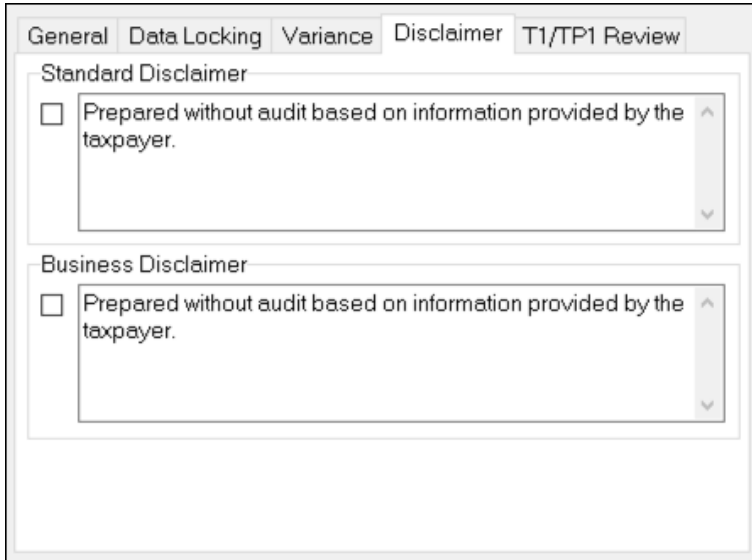 General Data Locking Variance Disclaimer T1/TP1 Review
Standard Disclaimer
Prepared without audit based on information provided by the
taxpayer.
Business Disclaimer
Prepared without audit based on information provided by the
taxpayer.